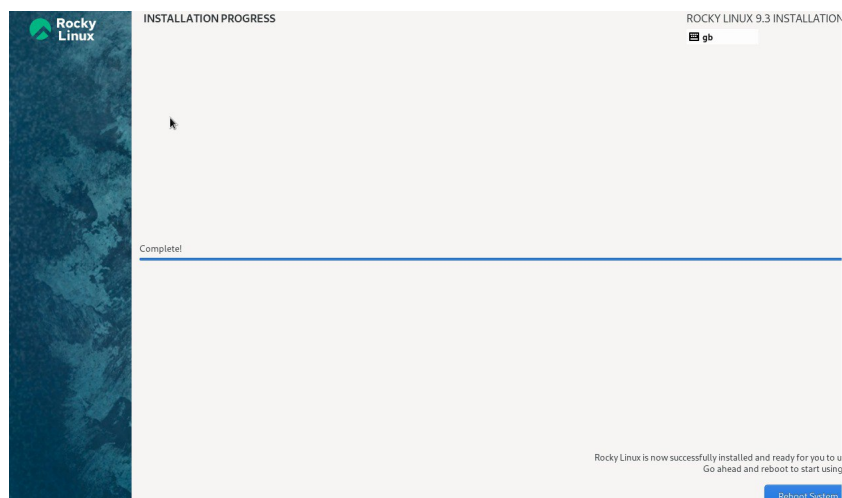 Rocky
Linux
INSTALLATION PROGRESS
ROCKY LINUX 9.3 INSTALLATION
gb
Complete!
Rocky Linux is now successfully installed and ready for you to u
Go ahead and reboot to start using
Reboot System